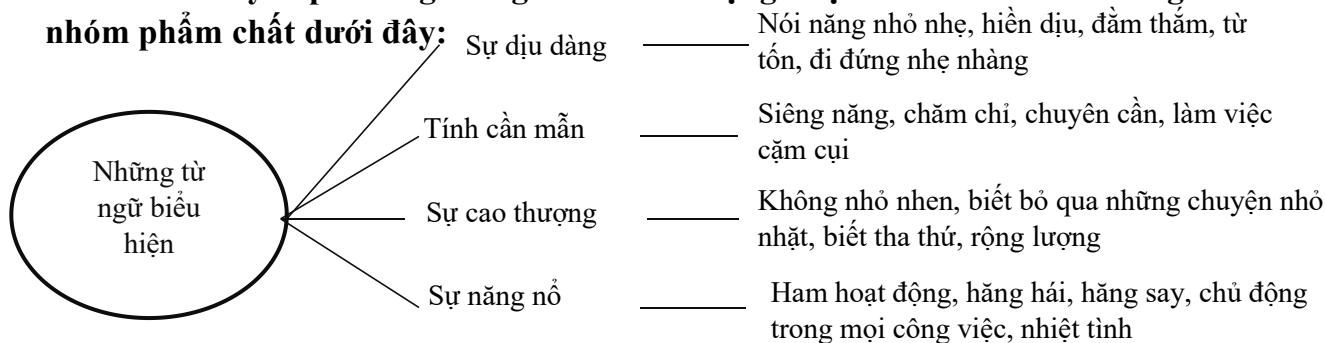 nhóm phẩm chất dưới đây:
Sự dịu dàng
Nói năng nhỏ nhẹ, hiền dịu, đằm thắm, từ
tốn, đi đứng nhẹ nhàng
Tính cần mẫn
Siêng năng, chăm chỉ, chuyên cần, làm việc
cặm cụi
Những từ
ngữ biểu
hiện
Sự cao thượng
Không nhỏ nhen, biết bỏ qua những chuyện nhỏ
nhặt, biết tha thứ, rộng lượng
Sự năng nổ
Ham hoạt động, hăng hái, hăng say, chủ động
trong mọi công việc, nhiệt tình